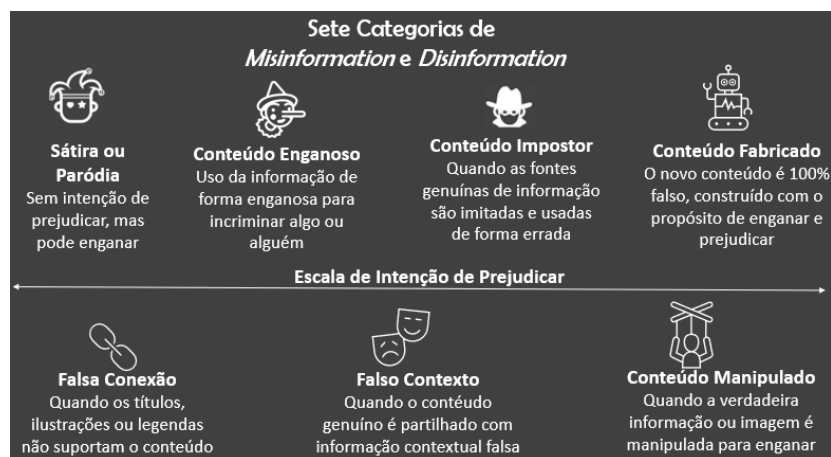 Sete Categorias de
Misinformation e Disinformation
Sátira ou
Paródia
Sem intenção de
prejudicar, mas
pode enganar
Conteúdo Enganoso
Uso da informação de
forma enganosa para
incriminar algo ou
alguém
Conteúdo Impostor
Quando as fontes
genuínas de informação
são imitadas e usadas
de forma errada
Conteúdo Fabricado
O novo conteúdo é 100%
falso, construído com o
propósito de enganar e
prejudicar
Escala de Intenção de Prejudicar
Falsa Conexão
Quando os títulos,
ilustrações ou legendas
não suportam o conteúdo
Falso Contexto
Quando o contéudo
genuíno é partilhado com
informação contextual falsa
Conteúdo Manipulado
Quando a verdadeira
informação ou imagem é
manipulada para enganar